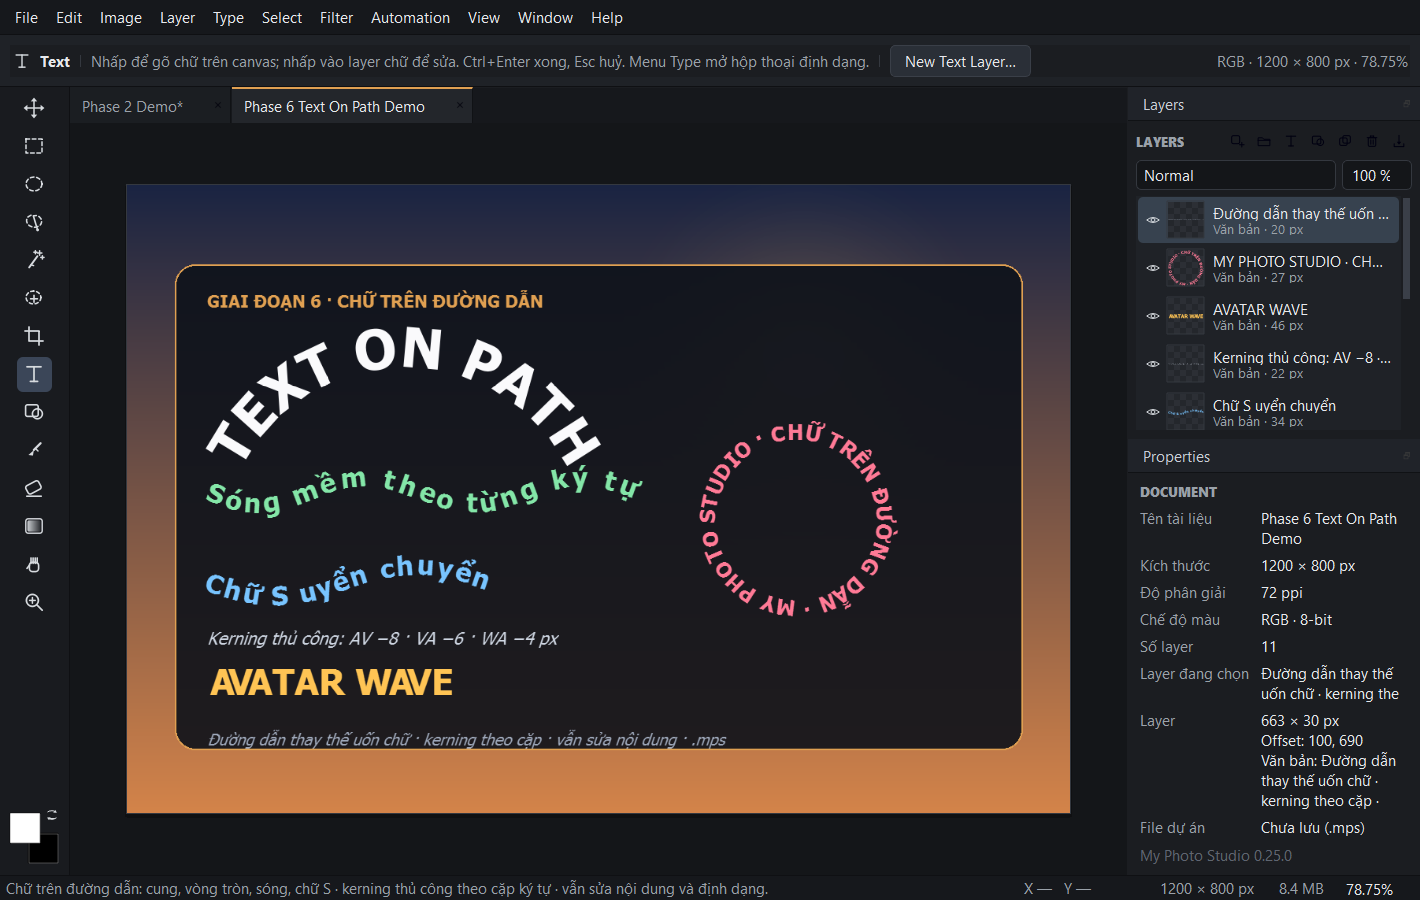 File Edit Image Layer Type Select Filter Automation View Window Help
Text Nhấp để gõ chữ trên canvas; nhấp vào layer chữ để sửa. Ctrl+Enter xong, Esc huỷ. Menu Type mở hộp thoại định dạng. New Text Layer... RGB · 1200 × 800 px · 78.75%
Phase 2 Demo* × Phase 6 Text On Path Demo ×
GIAI ĐOẠN 6 · CHỮ TRÊN ĐƯỜNG DẪN
TEXT ON PATH
Sóng mềm theo từng ký tự
Chữ S uyển chuyển
MY PHOTO STUDIO · CHỮ TRÊN ĐƯỜNG DẪN ·
Kerning thủ công: AV −8 · VA −6 · WA −4 px
AVATAR WAVE
Đường dẫn thay thế uốn chữ · kerning theo cặp · vẫn sửa nội dung · .mps
Layers
LAYERS
Normal 100 %
Đường dẫn thay thế uốn ...
Văn bản · 20 px
MY PHOTO STUDIO · CH...
Văn bản · 27 px
AVATAR WAVE
Văn bản · 46 px
Kerning thủ công: AV −8 ·...
Văn bản · 22 px
Chữ S uyển chuyển
Văn bản · 34 px
Properties
DOCUMENT
Tên tài liệu Phase 6 Text On Path
Demo
Kích thước 1200 × 800 px
Độ phân giải 72 ppi
Chế độ màu RGB · 8-bit
Số layer 11
Layer đang chọn Đường dẫn thay thế
uốn chữ · kerning the
Layer 663 × 30 px
Offset: 100, 690
Văn bản: Đường dẫn
thay thế uốn chữ ·
kerning theo cặp ·
File dự án Chưa lưu (.mps)
My Photo Studio 0.25.0
Chữ trên đường dẫn: cung, vòng tròn, sóng, chữ S · kerning thủ công theo cặp ký tự · vẫn sửa nội dung và định dạng. X — Y — 1200 × 800 px 8.4 MB 78.75%